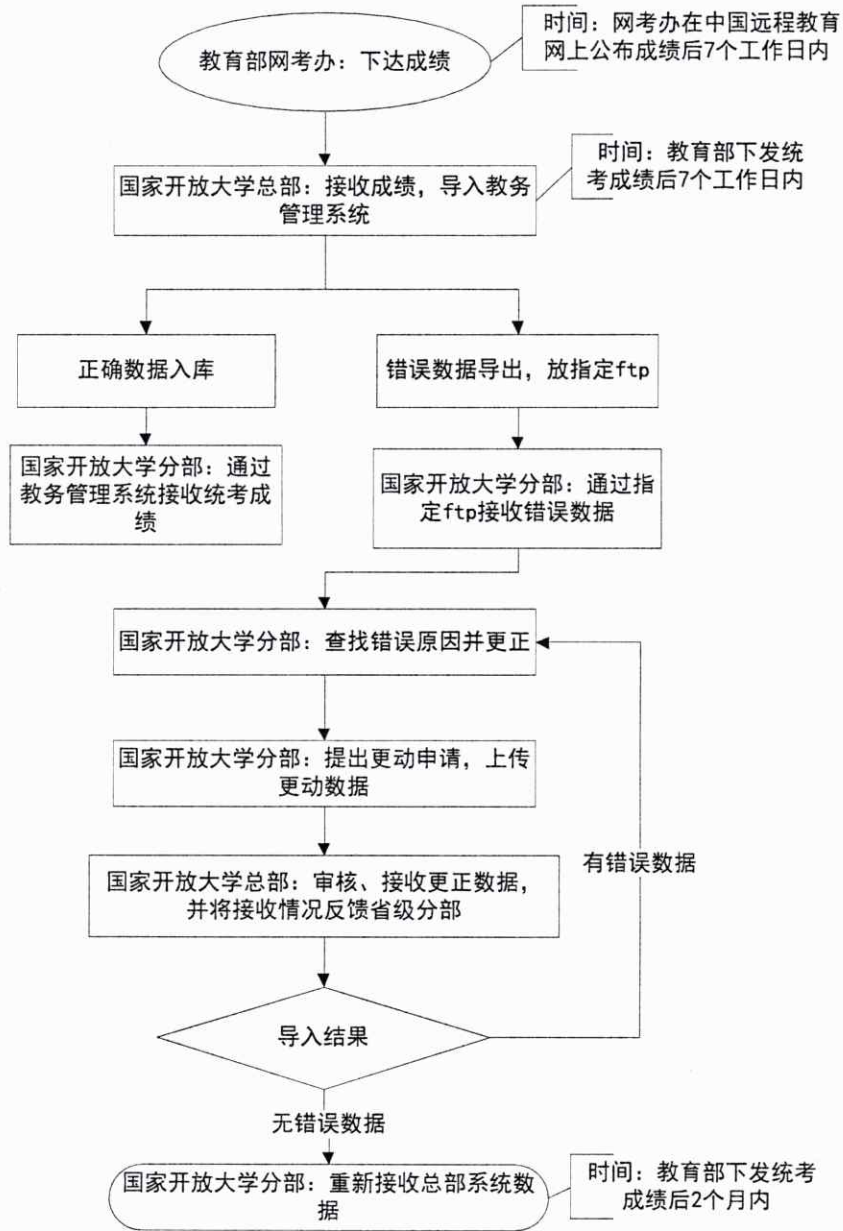 教育部网考办：下达成绩
时间：网考办在中国远程教育
网上公布成绩后7个工作日内
国家开放大学总部：接收成绩，导入教务
管理系统
时间：教育部下发统
考成绩后7个工作日内
正确数据入库
错误数据导出，放指定ftp
国家开放大学分部：通过
教务管理系统接收统考成
绩
国家开放大学分部：通过指
定ftp接收错误数据
国家开放大学分部：查找错误原因并更正
国家开放大学分部：提出更动申请，上传
更动数据
有错误数据
国家开放大学总部：审核、接收更正数据，
并将接收情况反馈省级分部
导入结果
无错误数据
国家开放大学分部：重新接收总部系统数
据
时间：教育部下发统考
成绩后2个月内